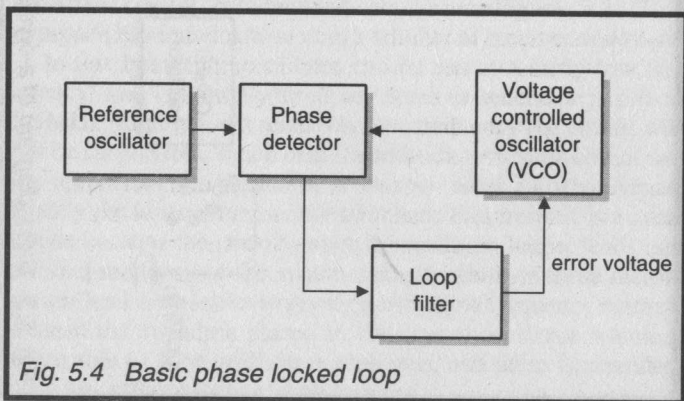 Reference
oscillator
Phase
detector
Voltage
controlled
oscillator
(VCO)
error voltage
Loop
filter
Fig. 5.4 Basic phase locked loop